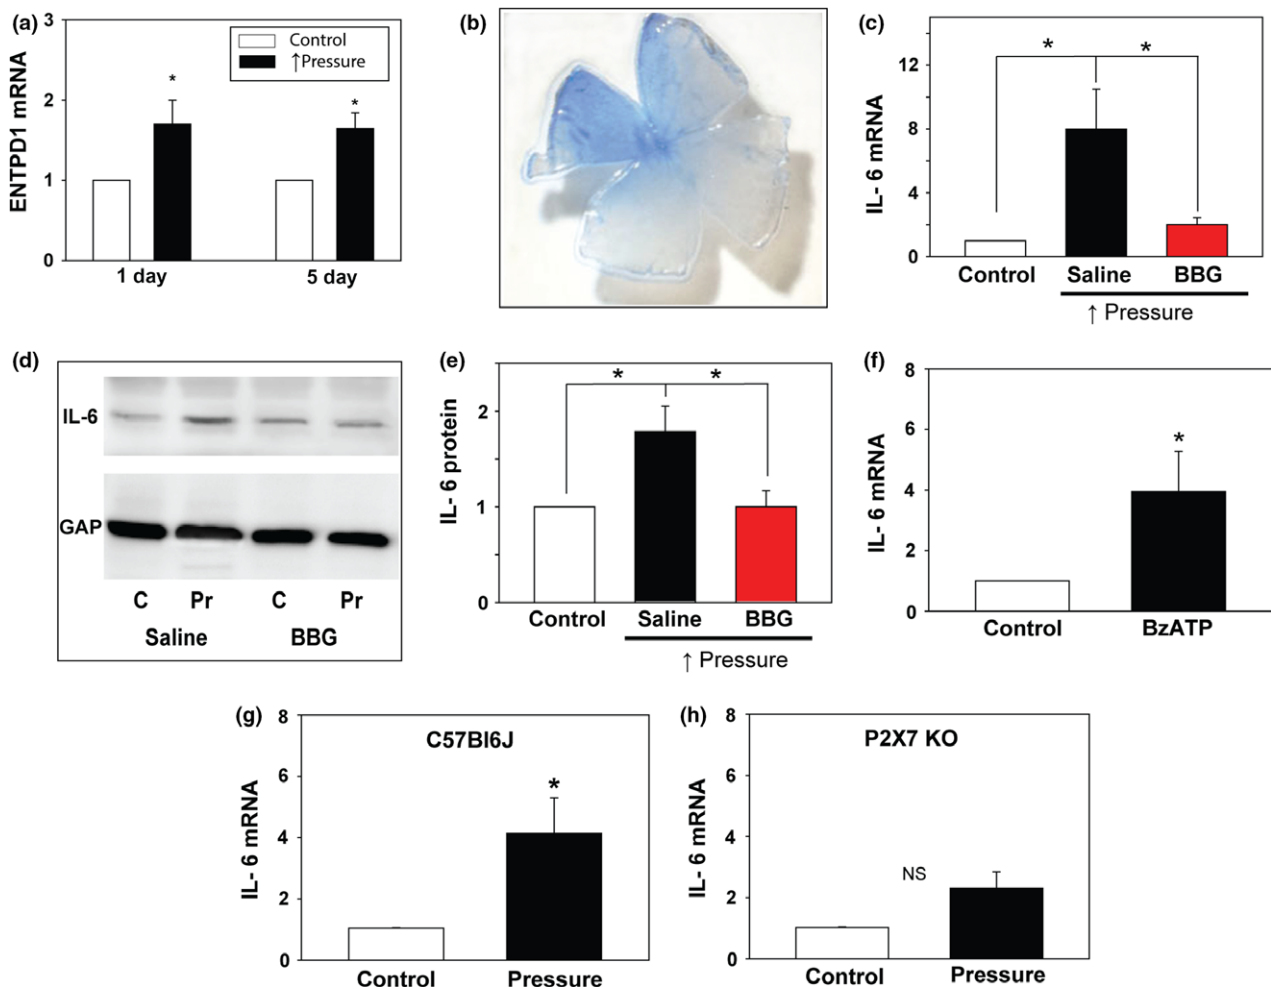 (a)
ENTPD1 mRNA
3
2
1
0
Control
↑Pressure
*
*
1 day
5 day
(b)
(c)
IL- 6 mRNA
12
8
4
0
*
*
Control
Saline
BBG
↑ Pressure
(d)
IL-6
GAP
C Pr C Pr
Saline BBG
(e)
IL- 6 protein
2
1
0
*
*
Control
Saline
BBG
↑ Pressure
(f)
IL- 6 mRNA
8
6
4
2
0
*
Control
BzATP
(g)
C57Bl6J
IL- 6 mRNA
8
6
4
2
0
*
Control
Pressure
(h)
P2X7 KO
IL- 6 mRNA
8
6
4
2
0
NS
Control
Pressure